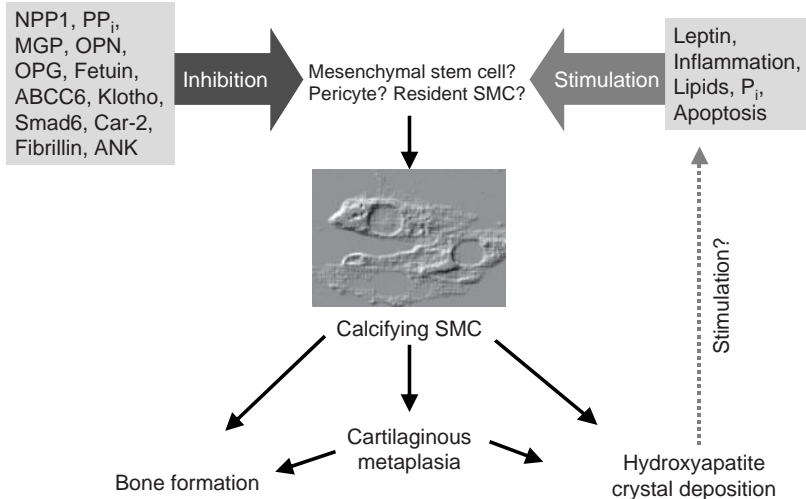 NPP1, PPi,
MGP, OPN,
OPG, Fetuin,
ABCC6, Klotho,
Smad6, Car-2,
Fibrillin, ANK
Inhibition
Mesenchymal stem cell?
Pericyte? Resident SMC?
Stimulation
Leptin,
Inflammation,
Lipids, Pi,
Apoptosis
Stimulation?
Calcifying SMC
Cartilaginous
metaplasia
Bone formation
Hydroxyapatite
crystal deposition